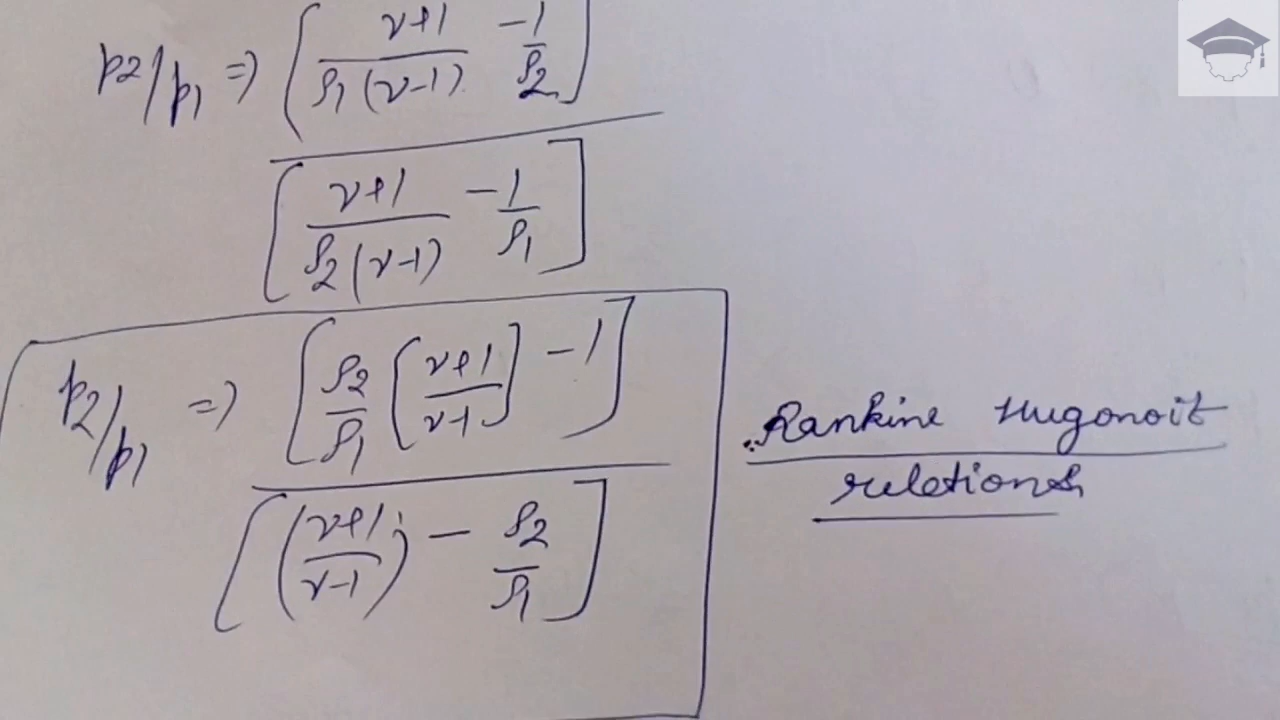 p2/p1 => [ γ+1 / ρ1 (γ-1) - 1/ρ2 ]
[ γ+1 / ρ2 (γ-1) - 1/ρ1 ]
p2/p1 => [ ρ2/ρ1 [ γ+1 / γ-1 ] - 1 ]
[ ( γ+1 / γ-1 ) - ρ2/ρ1 ]
Rankine Hugonoit
reletions